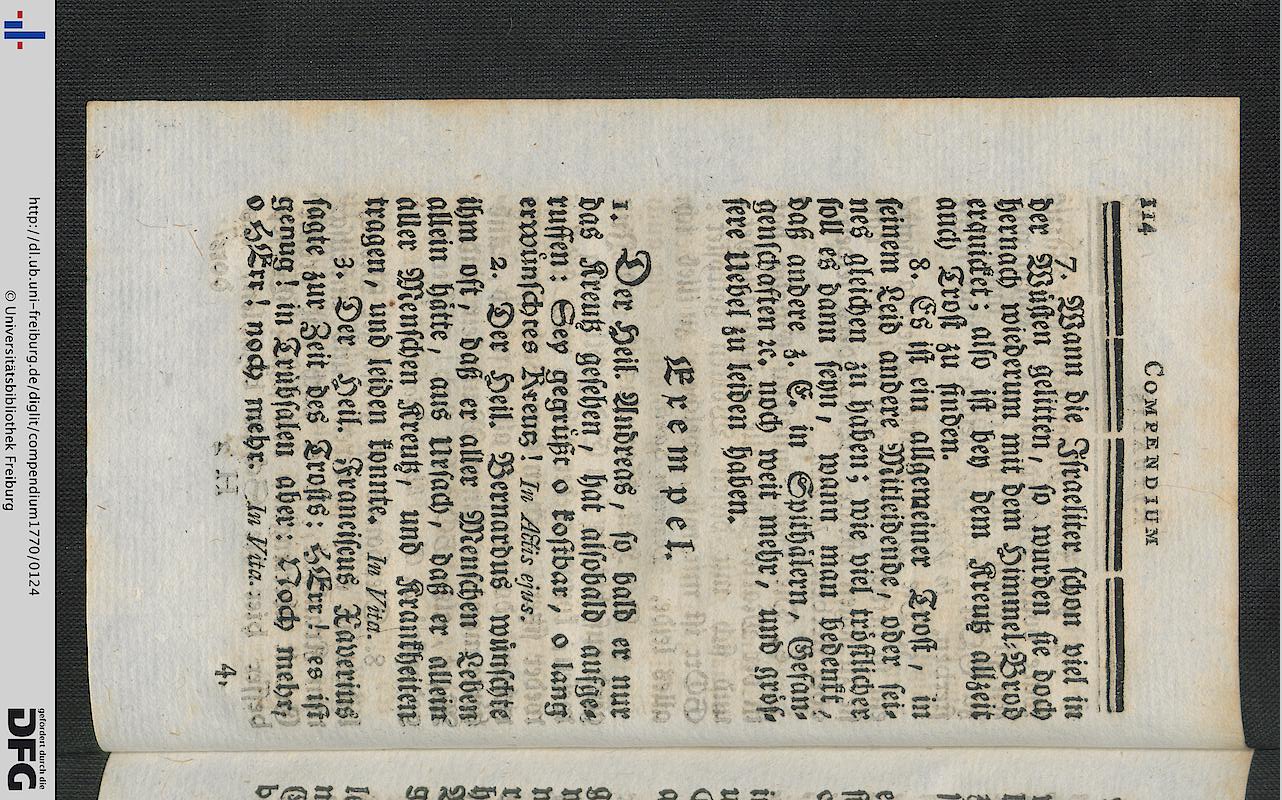 114 COMPENDIUM
7. Wann die Israeliter schon viel in
der Wüsten gelitten, so wurden sie doch
hernach wiederum mit dem Himmel-Brod
erquicket; also ist bey dem Kreutz allzeit
auch Trost zu finden.
8. Es ist ein allgemeiner Trost, in
seinem Leid andere Mitleidende, oder sei-
nes gleichen zu haben; wie viel tröstlicher
soll es dann seyn, wann man bedenkt,
daß andere z. E. in Spithälern, Gefan-
genschaften ꝛc. noch weit mehr, und größ-
sere Uebel zu leiden haben.
Exempel.
1. Der Heil. Andreas, so bald er nur
das Kreutz gesehen, hat alsobald aufge-
ruffen: Sey gegrüßt o kostbar, o lang
erwünschtes Kreus! In Actis ejus.
2. Der Heil. Bernardus wünschte
ihm oft, daß er aller Menschen Leben
allein hätte, aus Ursach, daß er allein
aller Menschen Kreutz, und Krankheiten
tragen, und leiden konnte. In Vita.
3. Der Heil. Franciscus Xaverius
sagte zur Zeit des Trosts: HErr! es ist
genug! in Trübsalen aber: Noch mehr,
o HErr! noch mehr. In Vita.
4.
http://dl.ub.uni-freiburg.de/diglit/compendium1770/0124
© Universitätsbibliothek Freiburg
gefördert durch die
DFG